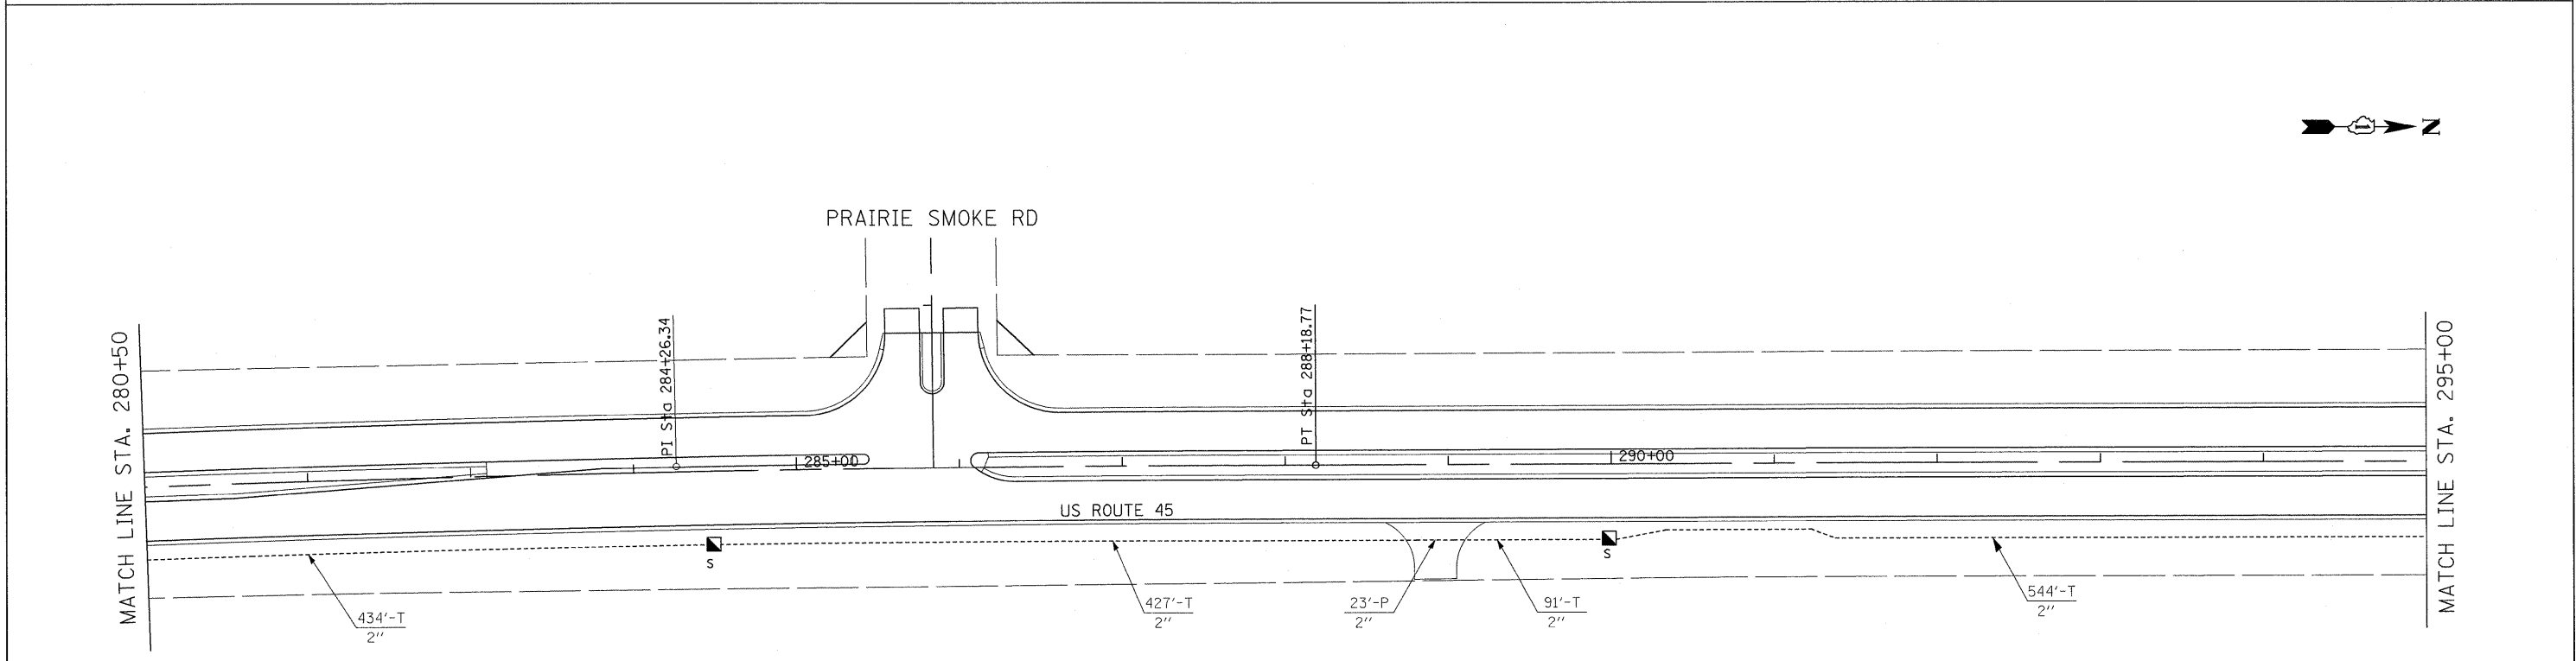 N
PRAIRIE SMOKE RD
MATCH LINE STA. 280+50
PI Sta 284+26.34
285+00
PT Sta 288+18.77
290+00
MATCH LINE STA. 295+00
US ROUTE 45
S
S
434'-T
2''
427'-T
2''
23'-P
2''
91'-T
2''
544'-T
2''